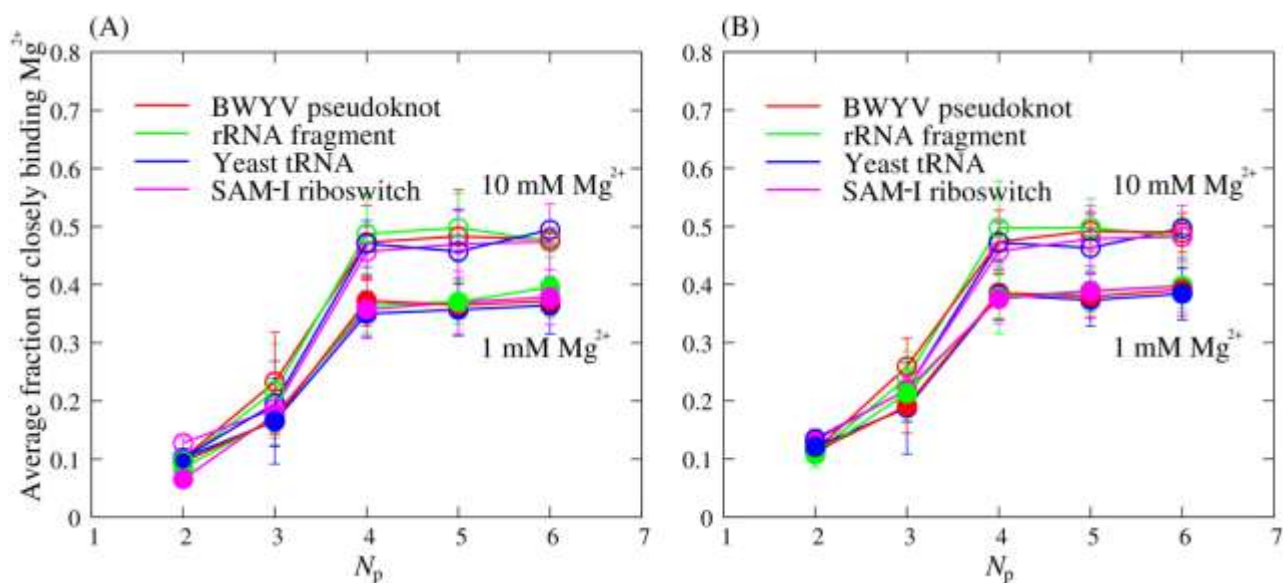 (A)
Average fraction of closely binding Mg²⁺
0.8
0.7
0.6
0.5
0.4
0.3
0.2
0.1
0
BWYV pseudoknot
rRNA fragment
Yeast tRNA
SAM-I riboswitch
10 mM Mg²⁺
1 mM Mg²⁺
1 2 3 4 5 6 7
Nₚ
(B)
0.8
0.7
0.6
0.5
0.4
0.3
0.2
0.1
0
BWYV pseudoknot
rRNA fragment
Yeast tRNA
SAM-I riboswitch
10 mM Mg²⁺
1 mM Mg²⁺
1 2 3 4 5 6 7
Nₚ